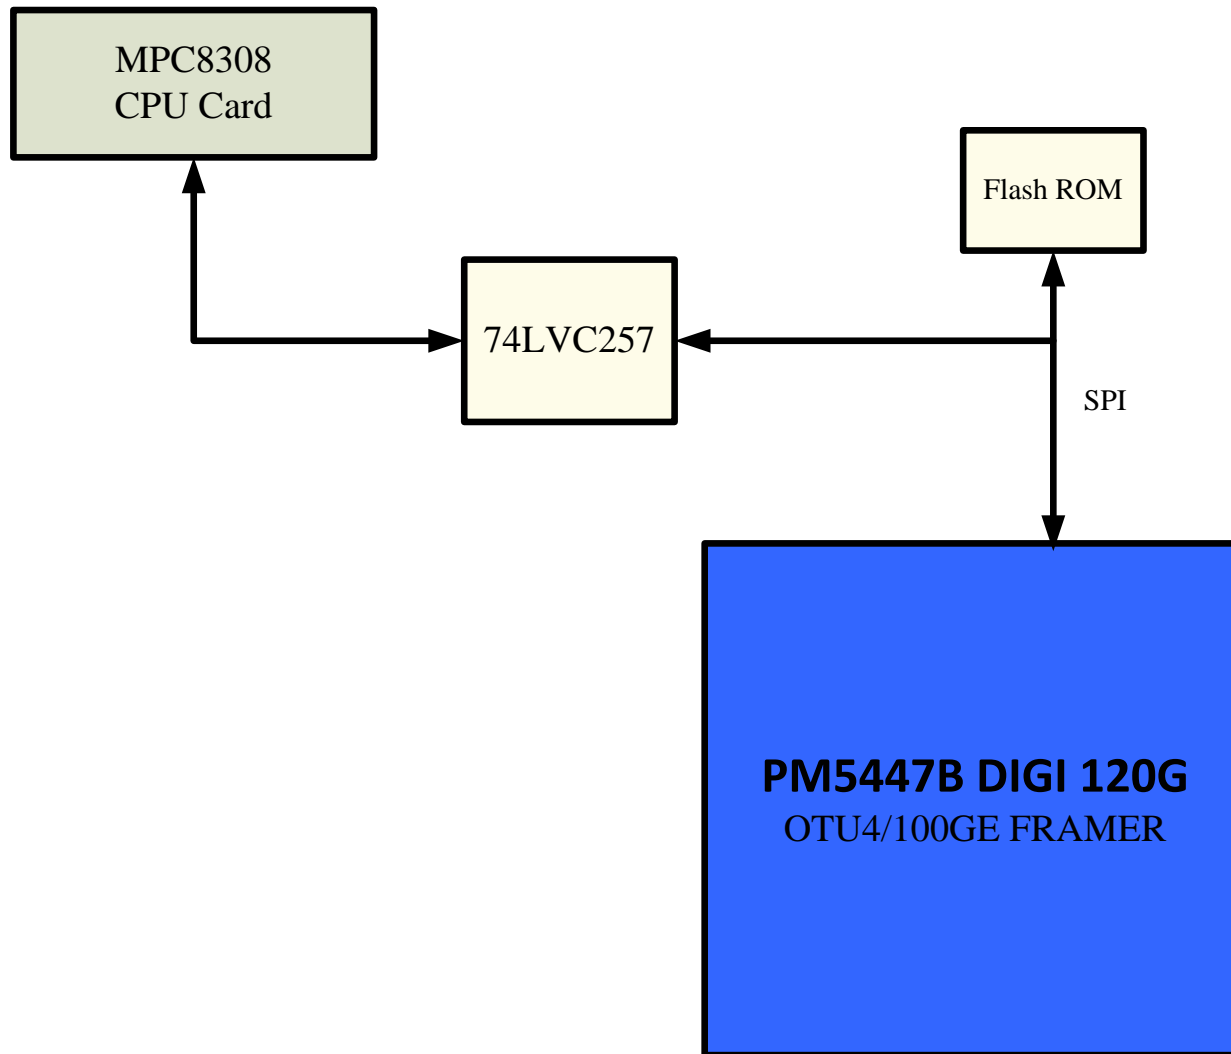 MPC8308
CPU Card
Flash ROM
74LVC257
SPI
PM5447B DIGI 120G
OTU4/100GE FRAMER